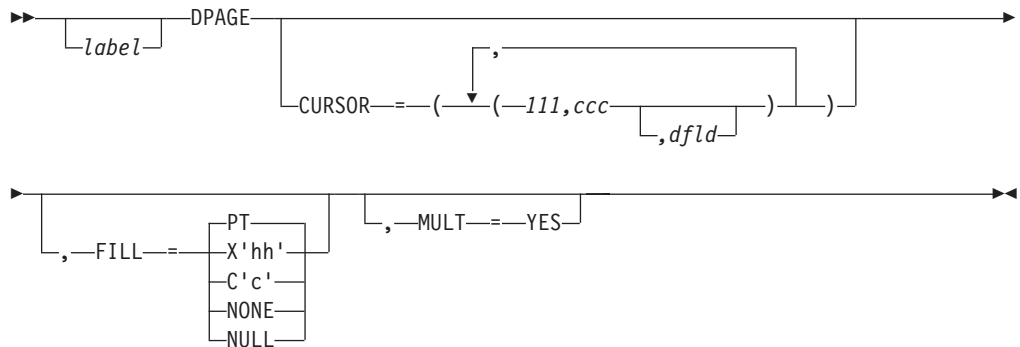 DPAGE
label
,
CURSOR = ( ( 111,ccc ) )
,dfld
PT
, FILL = X'hh'
C'c'
NONE
NULL
, MULT = YES